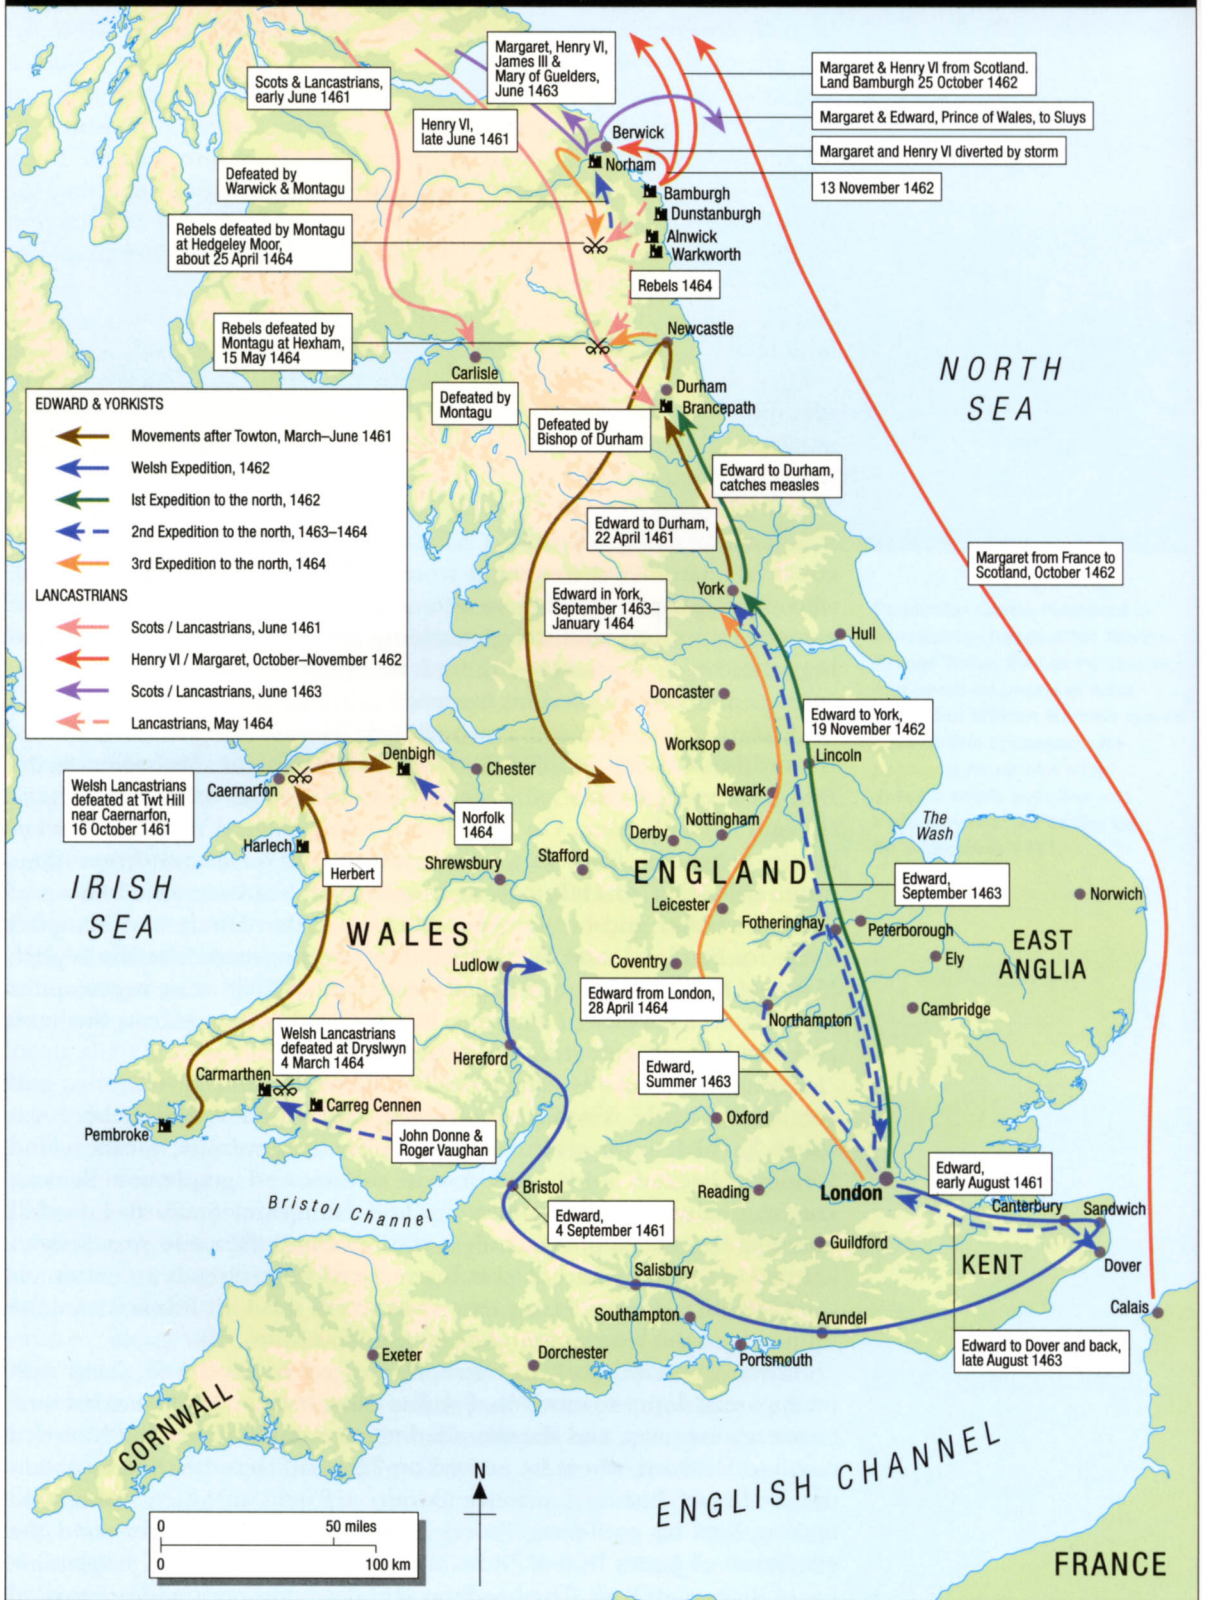 Margaret, Henry VI,
James III &
Mary of Guelders,
June 1463
Scots & Lancastrians,
early June 1461
Henry VI,
late June 1461
Margaret & Henry VI from Scotland.
Land Bamburgh 25 October 1462
Margaret & Edward, Prince of Wales, to Sluys
Margaret and Henry VI diverted by storm
13 November 1462
Defeated by
Warwick & Montagu
Rebels defeated by Montagu
at Hedgeley Moor,
about 25 April 1464
Berwick
Norham
Bamburgh
Dunstanburgh
Alnwick
Warkworth
Rebels 1464
Rebels defeated by
Montagu at Hexham,
15 May 1464
Newcastle
Carlisle
Durham
Brancepath
Defeated by
Montagu
Defeated by
Bishop of Durham
NORTH
SEA
EDWARD & YORKISTS
Movements after Towton, March–June 1461
Welsh Expedition, 1462
Ist Expedition to the north, 1462
2nd Expedition to the north, 1463–1464
3rd Expedition to the north, 1464
LANCASTRIANS
Scots / Lancastrians, June 1461
Henry VI / Margaret, October–November 1462
Scots / Lancastrians, June 1463
Lancastrians, May 1464
Edward to Durham,
catches measles
Edward to Durham,
22 April 1461
Margaret from France to
Scotland, October 1462
Edward in York,
September 1463–
January 1464
York
Hull
Doncaster
Edward to York,
19 November 1462
Worksop
Lincoln
Newark
Nottingham
Derby
The
Wash
Denbigh
Chester
Caernarfon
Welsh Lancastrians
defeated at Twt Hill
near Caernarfon,
16 October 1461
Norfolk
1464
Harlech
Herbert
Shrewsbury
Stafford
ENGLAND
Edward,
September 1463
Norwich
IRISH
SEA
Leicester
Fotheringhay
Peterborough
WALES
EAST
ANGLIA
Ludlow
Coventry
Ely
Edward from London,
28 April 1464
Northampton
Cambridge
Welsh Lancastrians
defeated at Dryslwyn
4 March 1464
Hereford
Edward,
Summer 1463
Carmarthen
Carreg Cennen
Oxford
Pembroke
John Donne &
Roger Vaughan
Bristol Channel
Bristol
Reading
London
Edward,
early August 1461
Canterbury
Sandwich
Edward,
4 September 1461
Guildford
KENT
Dover
Salisbury
Southampton
Arundel
Calais
Portsmouth
Edward to Dover and back,
late August 1463
Exeter
Dorchester
CORNWALL
ENGLISH CHANNEL
N
0
50 miles
0
100 km
FRANCE